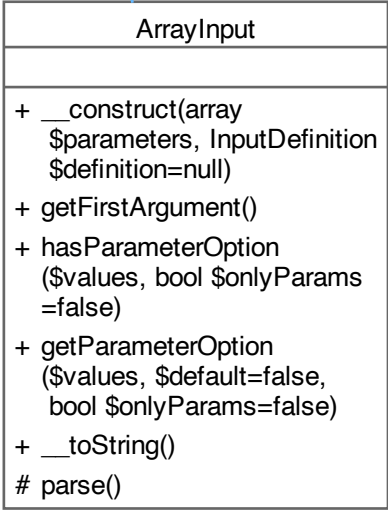 ArrayInput
+ __construct(array
$parameters, InputDefinition
$definition=null)
+ getFirstArgument()
+ hasParameterOption
($values, bool $onlyParams
=false)
+ getParameterOption
($values, $default=false,
bool $onlyParams=false)
+ __toString()
# parse()